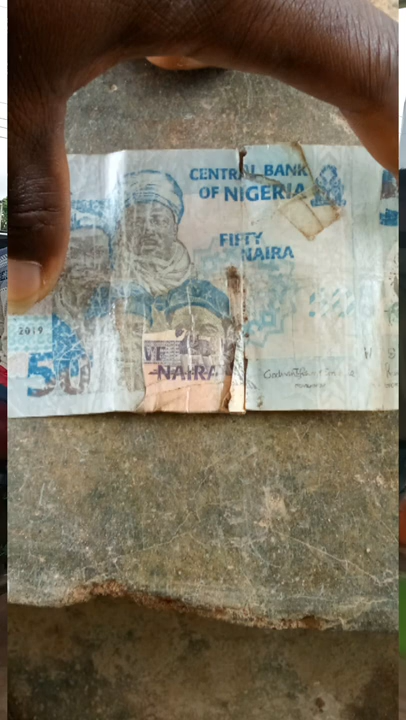 CENTRAL BANK
OF NIGERIA
FIFTY
NAIRA
2019
50
NAIRA